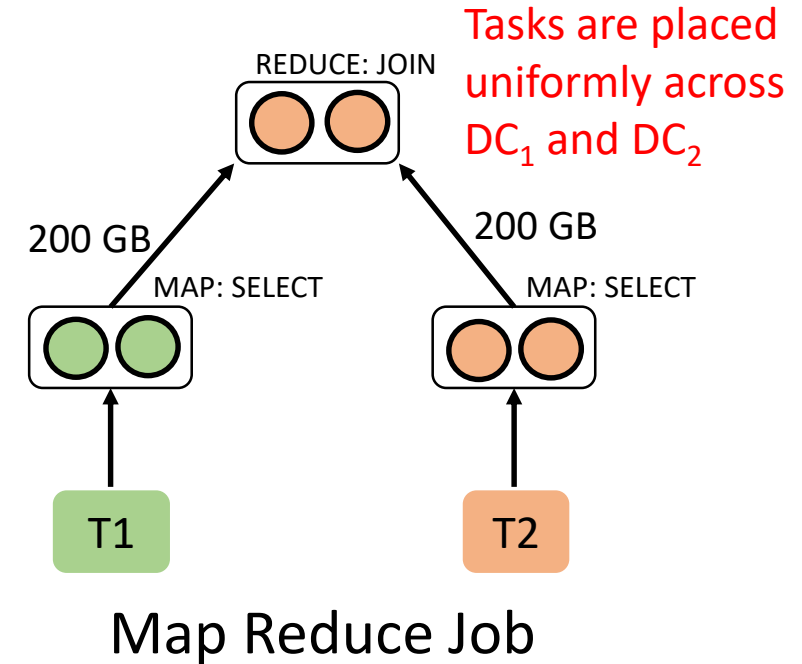 Tasks are placed
uniformly across
DC₁ and DC₂
REDUCE: JOIN
200 GB
200 GB
MAP: SELECT
MAP: SELECT
T1
T2
Map Reduce Job